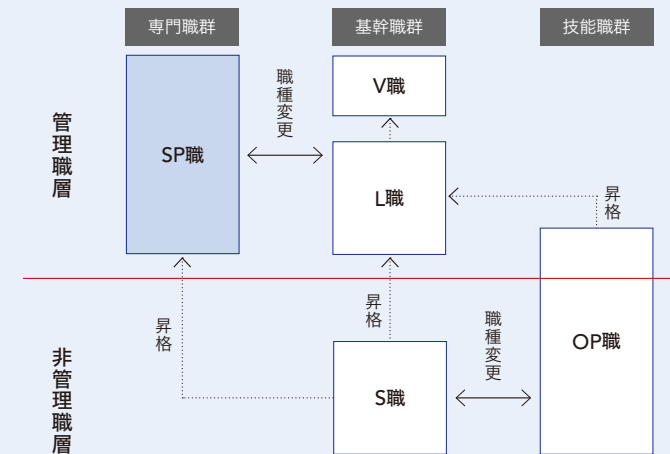 専門職群
基幹職群
技能職群
管理職層
SP職
職種変更
V職
L職
昇格
昇格
昇格
非管理職層
S職
職種変更
OP職